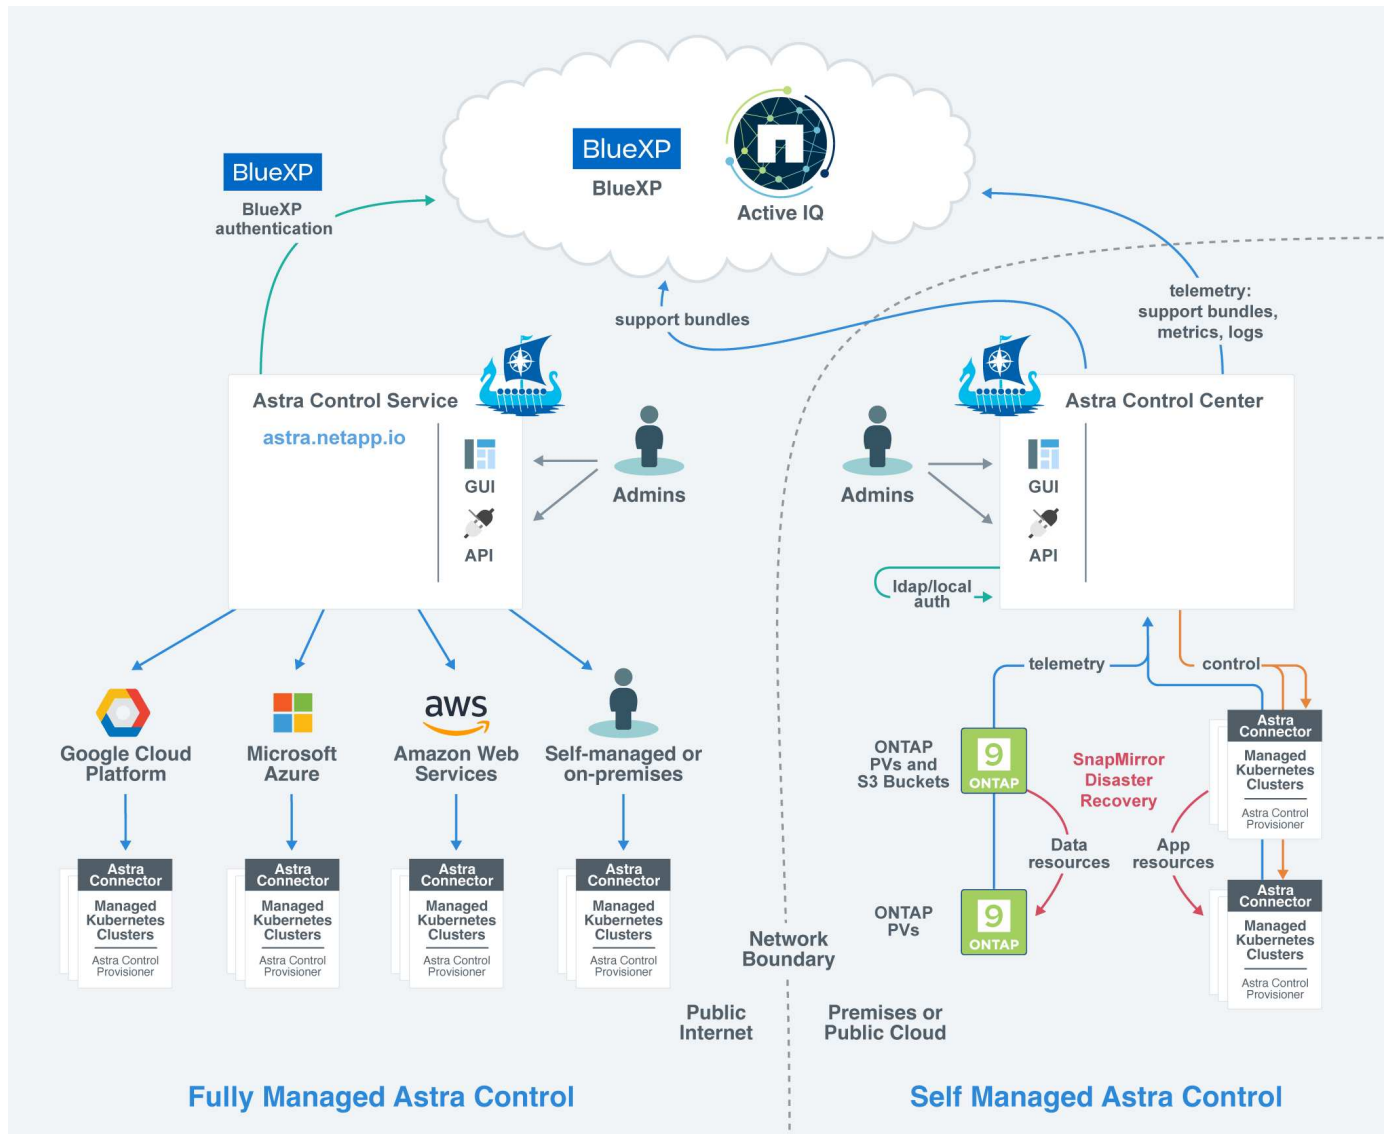 BlueXP
BlueXP
Active IQ
BlueXP
BlueXP
authentication
telemetry:
support bundles,
metrics, logs
support bundles
Astra Control Service
astra.netapp.io
GUI
API
Admins
Admins
Astra Control Center
GUI
API
ldap/local
auth
telemetry
control
Google Cloud
Platform
Microsoft
Azure
aws
Amazon Web
Services
Self-managed or
on-premises
Astra
Connector
Managed
Kubernetes
Clusters
Astra Control
Provisioner
Astra
Connector
Managed
Kubernetes
Clusters
Astra Control
Provisioner
Astra
Connector
Managed
Kubernetes
Clusters
Astra Control
Provisioner
Astra
Connector
Managed
Kubernetes
Clusters
Astra Control
Provisioner
ONTAP
PVs and
S3 Buckets
9
ONTAP
SnapMirror
Disaster
Recovery
Astra
Connector
Managed
Kubernetes
Clusters
Astra Control
Provisioner
Data
resources
App
resources
ONTAP
PVs
9
ONTAP
Astra
Connector
Managed
Kubernetes
Clusters
Astra Control
Provisioner
Network
Boundary
Public
Internet
Premises or
Public Cloud
Fully Managed Astra Control
Self Managed Astra Control